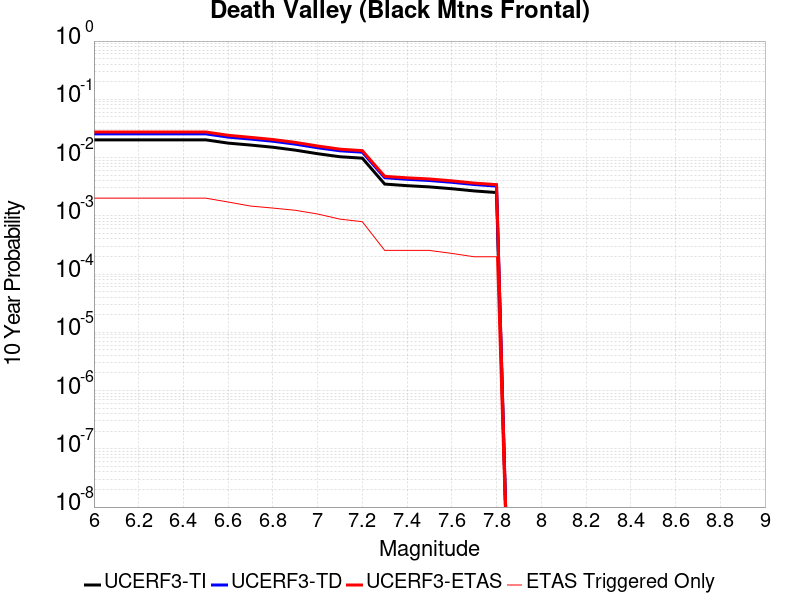 Death Valley (Black Mtns Frontal)
10 0
10 -1
10 -2
10 -3
10 -4
10 -5
10 -6
10 -7
10 -8
10 Year Probability
6 6.2 6.4 6.6 6.8 7 7.2 7.4 7.6 7.8 8 8.2 8.4 8.6 8.8 9
Magnitude
UCERF3-TI UCERF3-TD UCERF3-ETAS ETAS Triggered Only